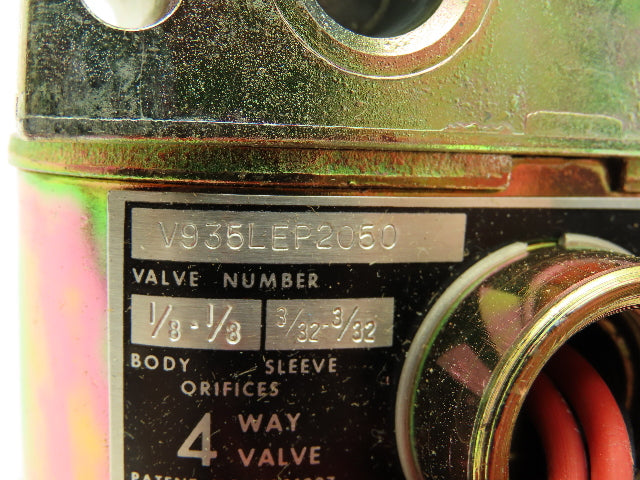 V935LEP2050
VALVE NUMBER
1/8-1/8 3/32-3/32
BODY SLEEVE
ORIFICES
4 WAY
VALVE